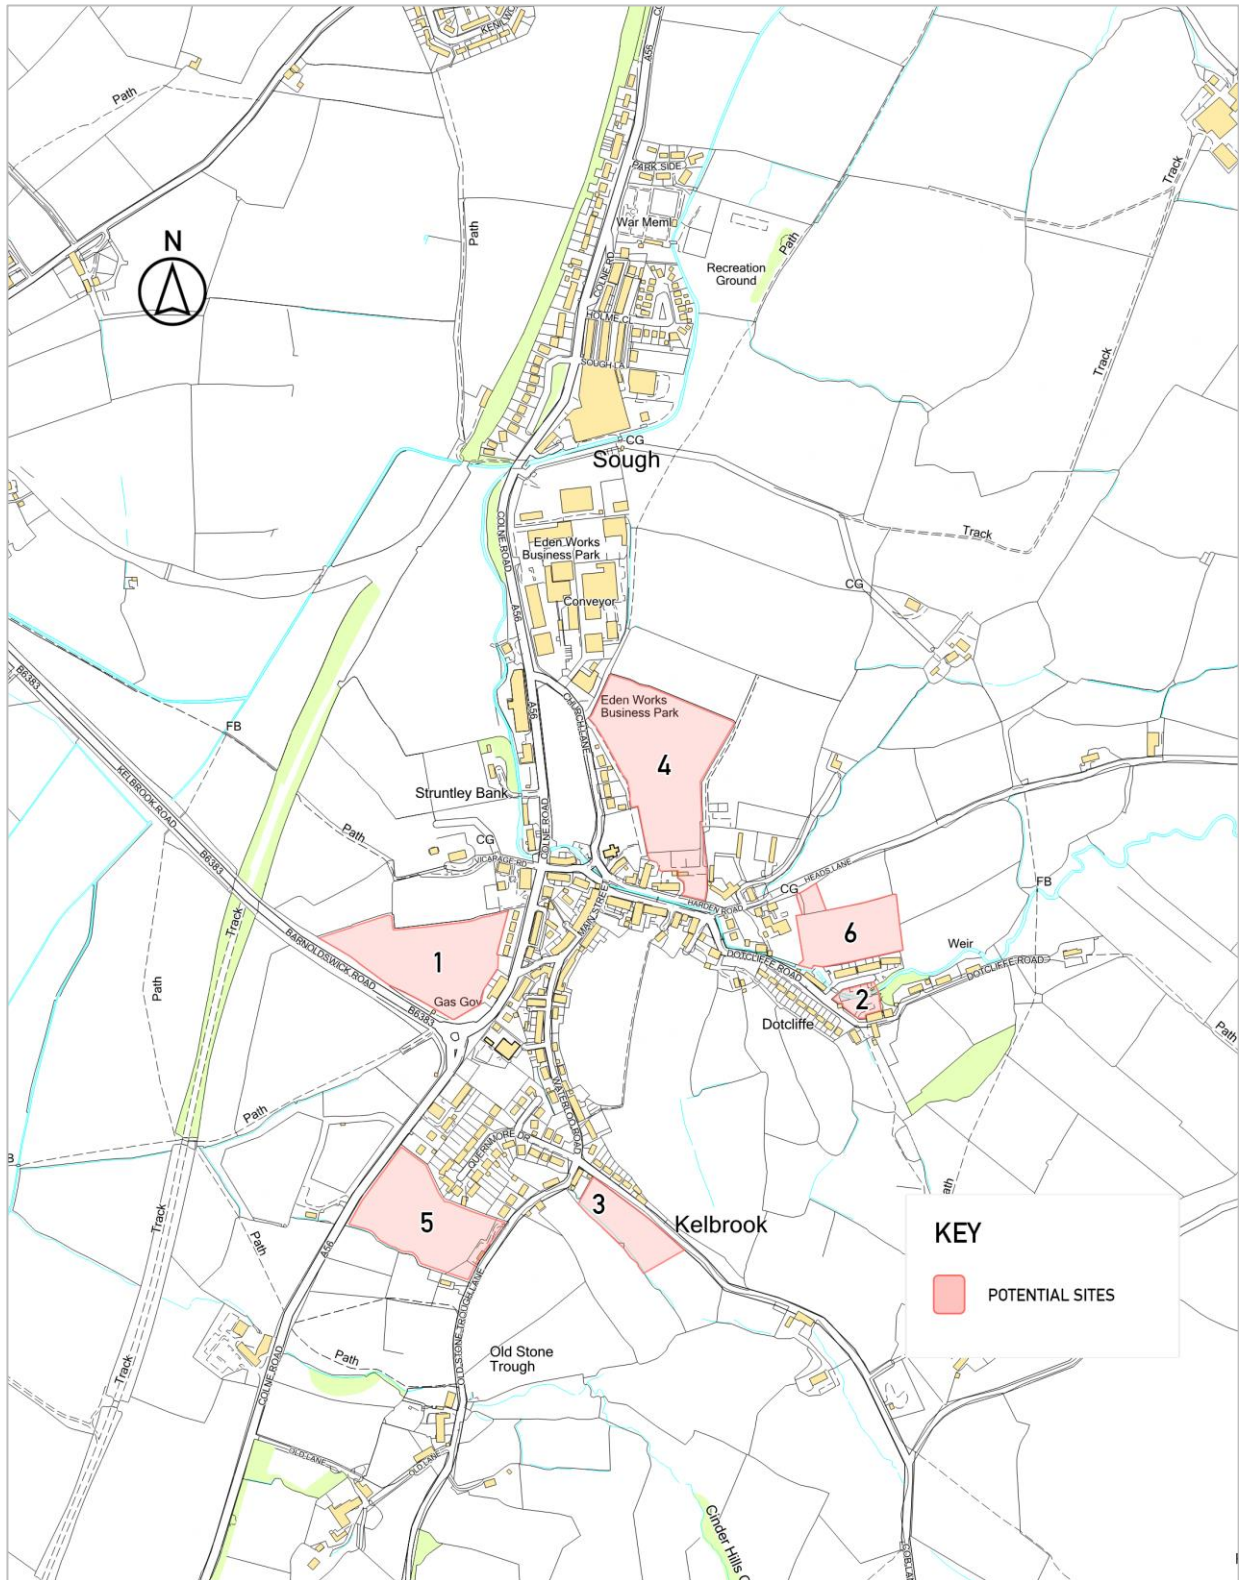 A56
Path
PARK SIDE
Track
War Meml
N
Path
Path
Recreation
Ground
COLNE RD
Track
CG
Sough
COLNE ROAD
Track
Eden Works
Business Park
CG
Conveyor
A56
B6383
CHURCH LANE
A56
Eden Works
Business Park
FB
4
KELBROOK ROAD
Struntley Bank
COLNE ROAD
Path
CG
B6383
VICARAGE RD
HEADS LANE
CG
FB
MAIN STREET
HARDEN ROAD
Track
6
BARNOLDSWICK ROAD
1
Weir
DOTCLIFFE ROAD
DOTCLIFFE ROAD
Path
Gas Gov
2
B6383
Dotcliffe
Path
WATERLOO ROAD
Path
QUERNMORE DR
3
Kelbrook
5
Track
Path
A56
KEY
POTENTIAL SITES
OLD STONE TROUGH LANE
Old Stone
Trough
Path
Track
COLNE ROAD
OLD LANE
OLD LANE
Cinder Hills